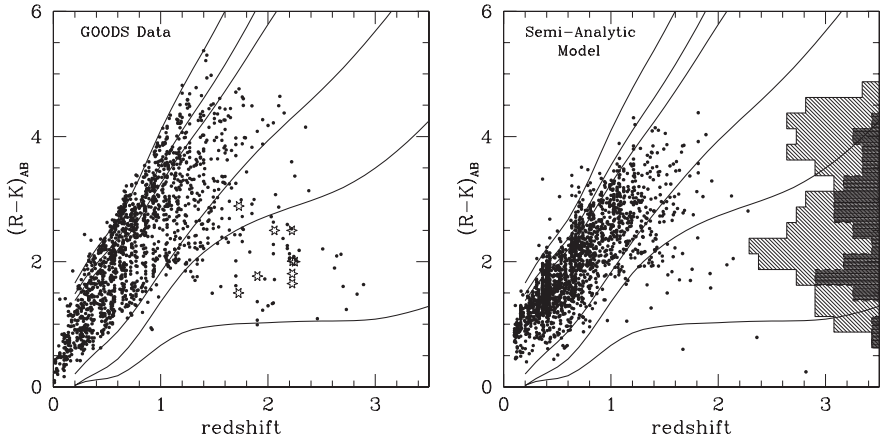 GOODS Data
6
4
2
0
(R-K)AB
0
1
2
3
redshift
Semi-Analytic
Model
6
4
2
0
(R-K)AB
0
1
2
3
redshift